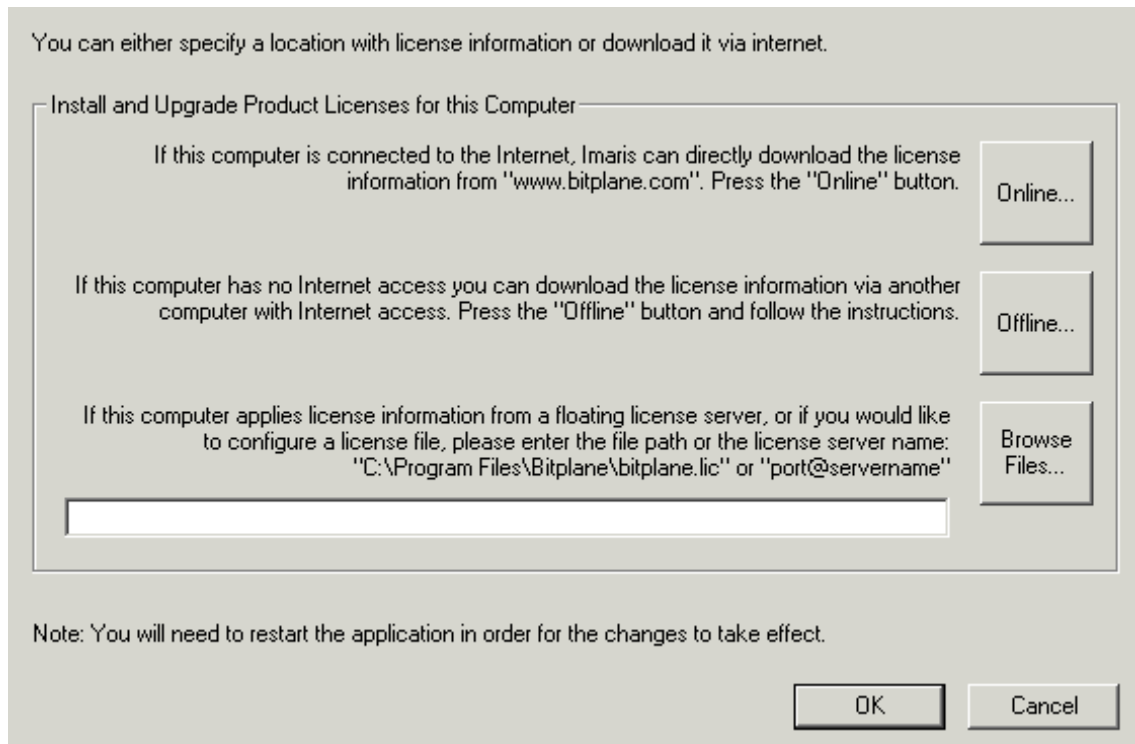 You can either specify a location with license information or download it via internet.
Install and Upgrade Product Licenses for this Computer
If this computer is connected to the Internet, Imaris can directly download the license
information from "www.bitplane.com". Press the "Online" button.
Online...
If this computer has no Internet access you can download the license information via another
computer with Internet access. Press the "Offline" button and follow the instructions.
Offline...
If this computer applies license information from a floating license server, or if you would like
to configure a license file, please enter the file path or the license server name:
"C:\Program Files\Bitplane\bitplane.lic" or "port@servername"
Browse
Files...
Note: You will need to restart the application in order for the changes to take effect.
OK
Cancel